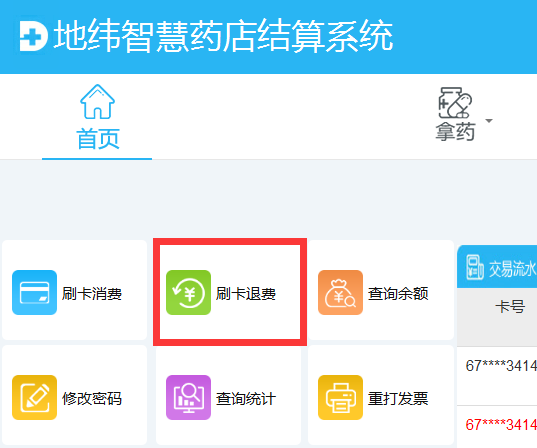 地纬智慧药店结算系统
首页
拿药
刷卡消费
刷卡退费
查询余额
交易流水
卡号
67****3414
修改密码
查询统计
重打发票
67****3414